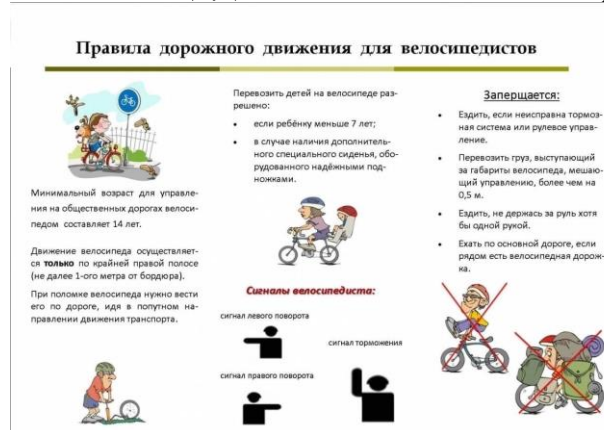 Правила дорожного движения для велосипедистов
Минимальный возраст для управле-
ния на общественных дорогах велоси-
педом составляет 14 лет.
Движение велосипеда осуществляет-
ся только по крайней правой полосе
(не далее 1-ого метра от бордюра).
При поломке велосипеда нужно вести
его по дороге, идя в попутном на-
правлении движения транспорта.
Перевозить детей на велосипеде раз-
решено:
• если ребёнку меньше 7 лет;
• в случае наличия дополнитель-
ного специального сиденья, обо-
рудованного надёжными под-
ножками.
Сигналы велосипедиста:
сигнал левого поворота
сигнал торможения
сигнал правого поворота
Заперщается:
• Ездить, если неисправна тормоз-
ная система или рулевое управ-
ление.
• Перевозить груз, выступающий
за габариты велосипеда, мешаю-
щий управлению, более чем на
0,5 м.
• Ездить, не держась за руль хотя
бы одной рукой.
• Ехать по основной дороге, если
рядом есть велосипедная дорож-
ка.